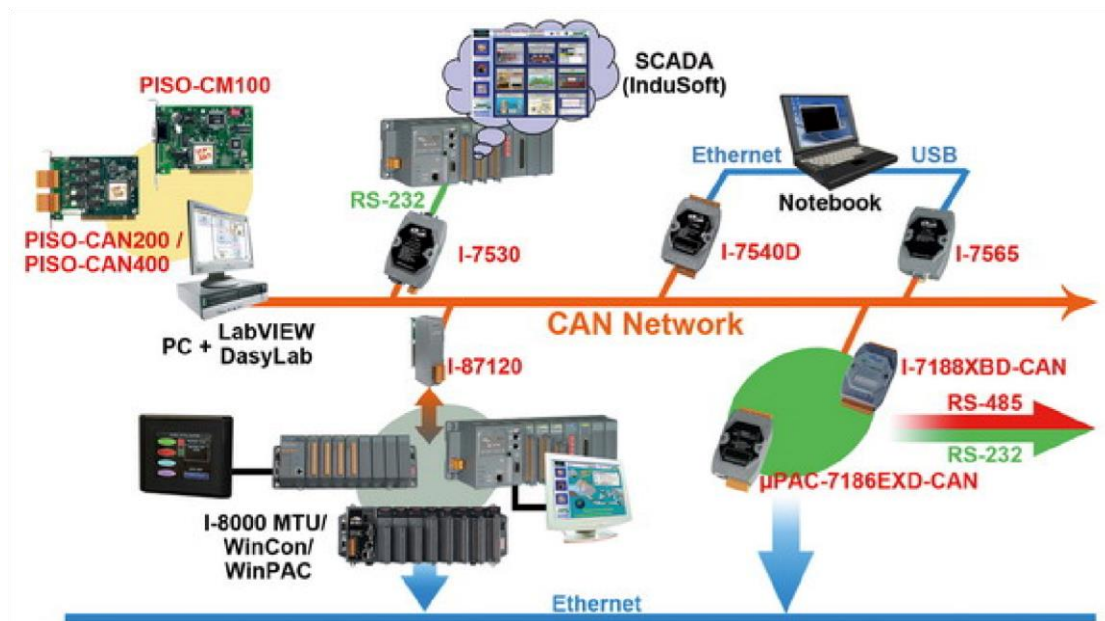 PISO-CM100
PISO-CAN200 /
PISO-CAN400
PC +
LabVIEW
DasyLab
SCADA
(InduSoft)
RS-232
I-7530
Ethernet
USB
Notebook
I-7540D
I-7565
CAN Network
I-87120
I-7188XBD-CAN
RS-485
RS-232
µPAC-7186EXD-CAN
I-8000 MTU/
WinCon/
WinPAC
Ethernet